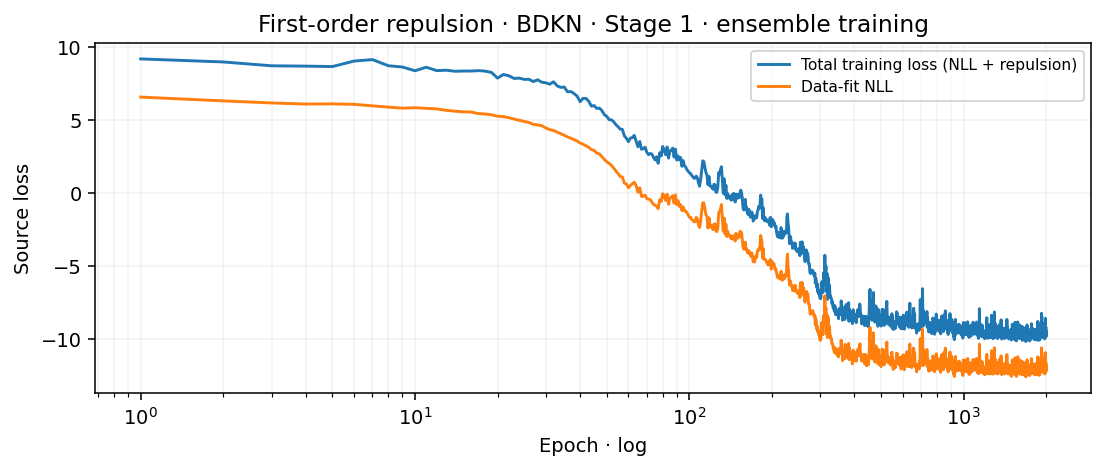 First-order repulsion · BDKN · Stage 1 · ensemble training
Total training loss (NLL + repulsion)
Data-fit NLL
Source loss
10
5
0
−5
−10
10⁰
10¹
10²
10³
Epoch · log